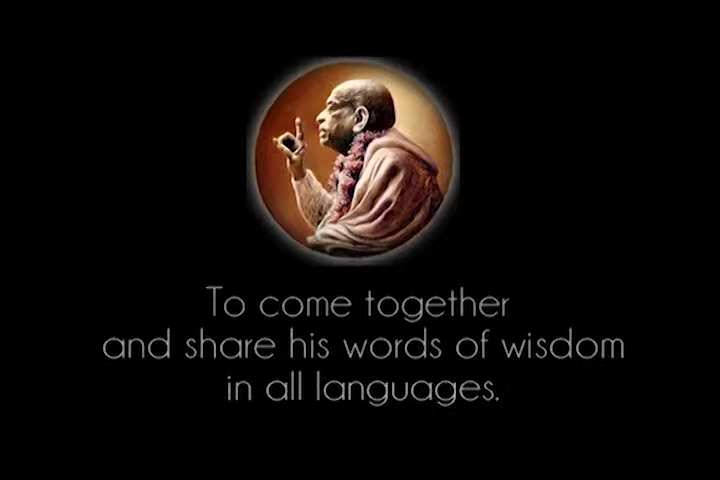 To come together
and share his words of wisdom
in all languages.